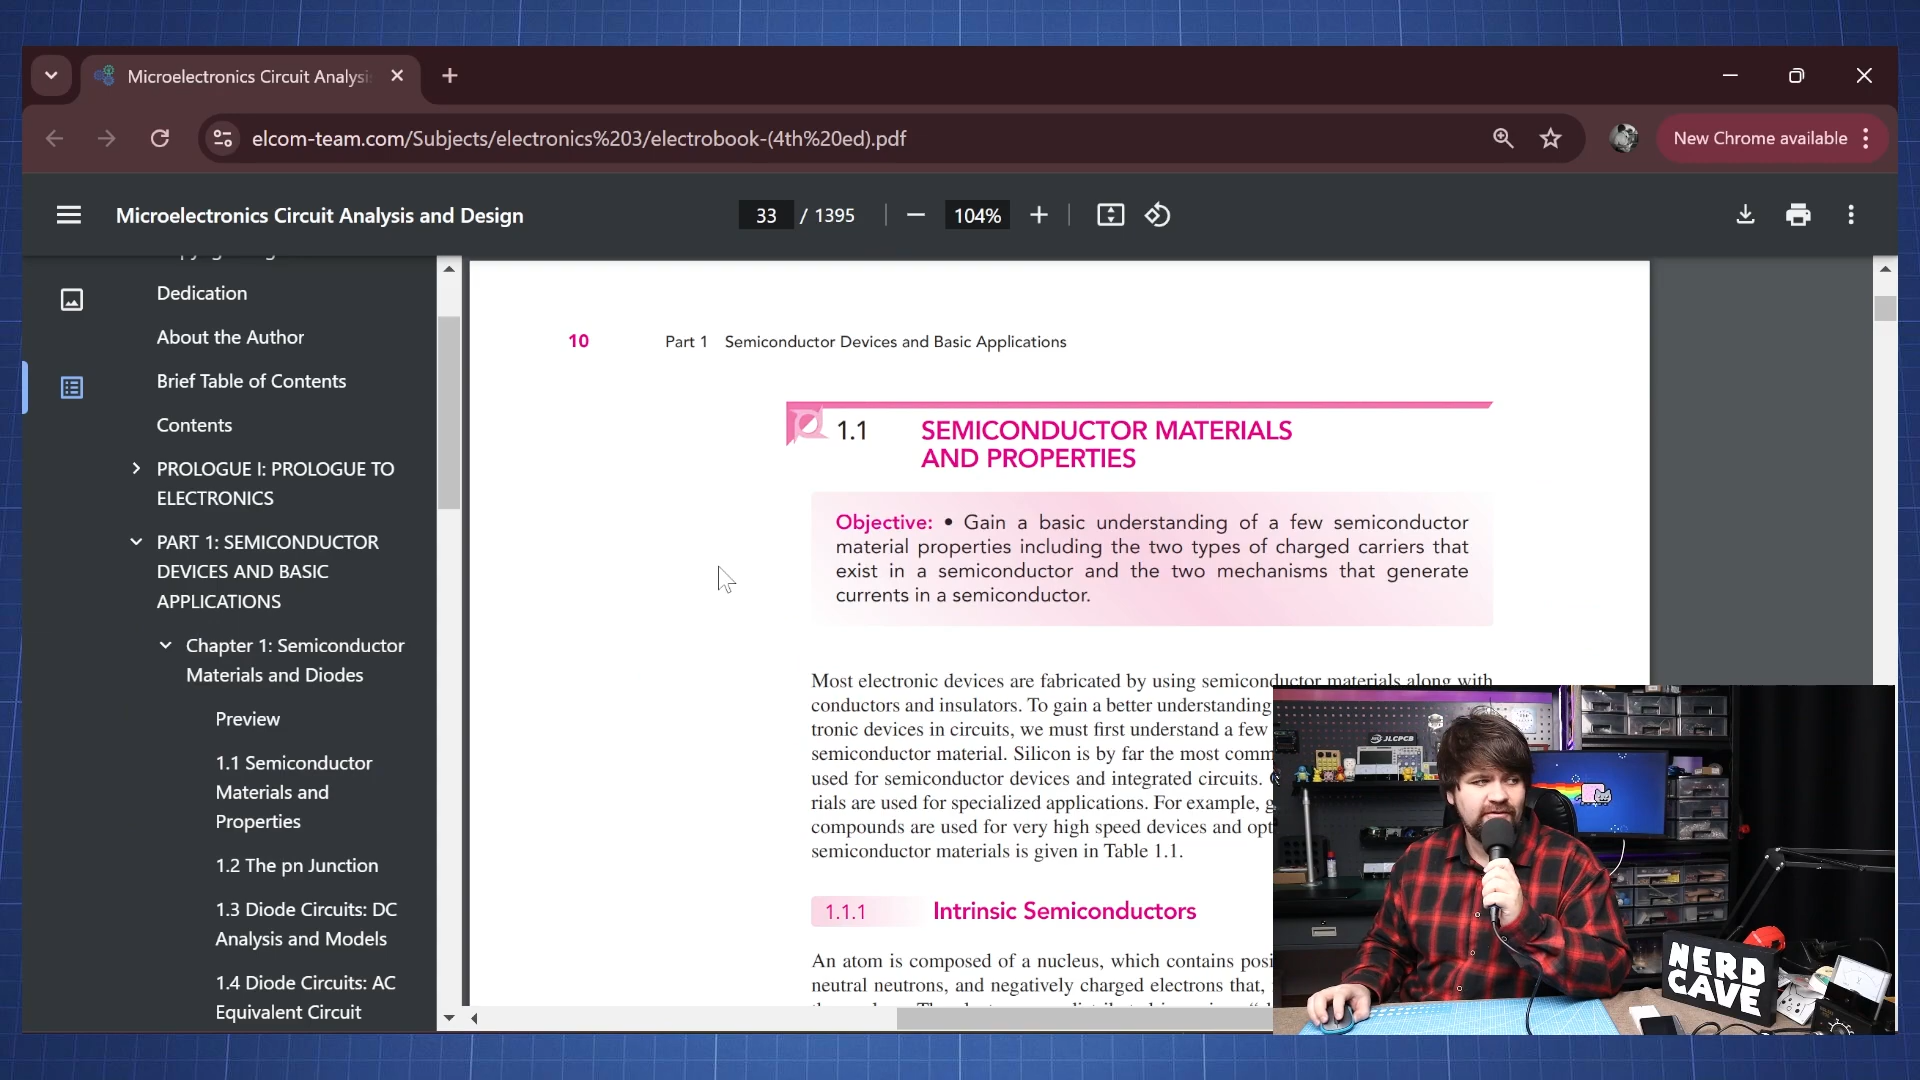 Microelectronics Circuit Analysi
elcom-team.com/Subjects/electronics%203/electrobook-(4th%20ed).pdf
New Chrome available
Microelectronics Circuit Analysis and Design
33 / 1395
104%
Dedication
About the Author
Brief Table of Contents
Contents
PROLOGUE I: PROLOGUE TO
ELECTRONICS
PART 1: SEMICONDUCTOR
DEVICES AND BASIC
APPLICATIONS
Chapter 1: Semiconductor
Materials and Diodes
Preview
1.1 Semiconductor
Materials and
Properties
1.2 The pn Junction
1.3 Diode Circuits: DC
Analysis and Models
1.4 Diode Circuits: AC
Equivalent Circuit
10 Part 1 Semiconductor Devices and Basic Applications
1.1 SEMICONDUCTOR MATERIALS
AND PROPERTIES
Objective: • Gain a basic understanding of a few semiconductor
material properties including the two types of charged carriers that
exist in a semiconductor and the two mechanisms that generate
currents in a semiconductor.
Most electronic devices are fabricated by using semiconductor materials along with
conductors and insulators. To gain a better understanding
tronic devices in circuits, we must first understand a few
semiconductor material. Silicon is by far the most comm
used for semiconductor devices and integrated circuits.
rials are used for specialized applications. For example, g
compounds are used for very high speed devices and opt
semiconductor materials is given in Table 1.1.
1.1.1 Intrinsic Semiconductors
An atom is composed of a nucleus, which contains posi
neutral neutrons, and negatively charged electrons that,
JLCPCB
NERD
CAVE